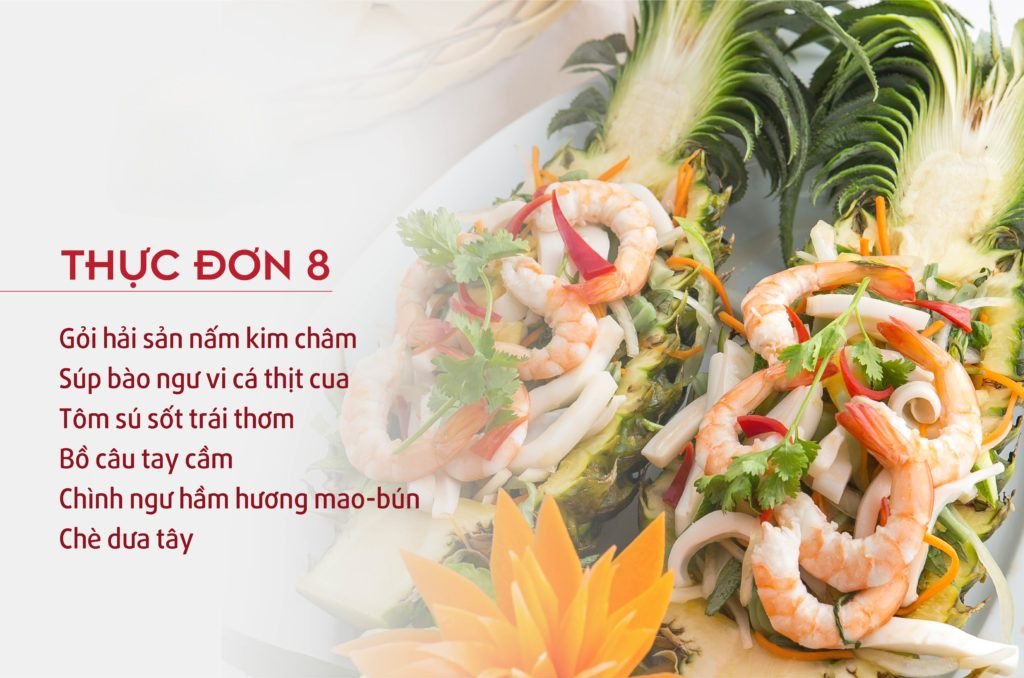 THỰC ĐƠN 8
Gỏi hải sản nấm kim châm
Súp bào ngư vi cá thịt cua
Tôm sú sốt trái thơm
Bồ câu tay cầm
Chình ngư hầm hương mao-bún
Chè dưa tây